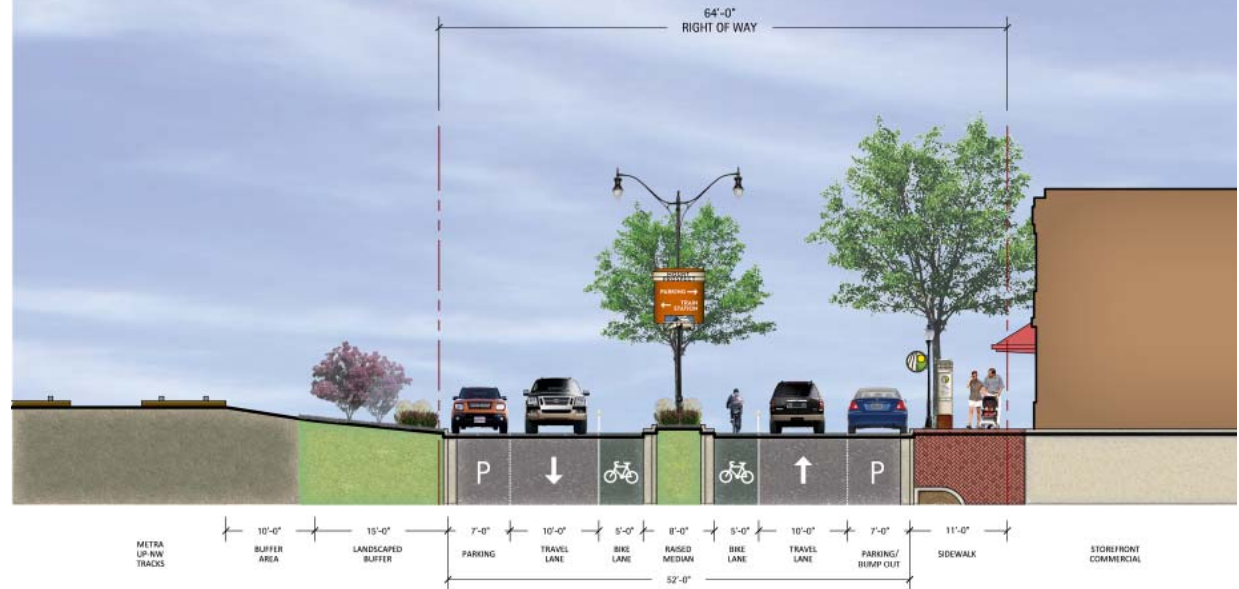 64'-0"
RIGHT OF WAY
MOUNT
PROSPECT
PARKING →
← TRAIN
STATION
P
P
10'-0"
15'-0"
7'-0"
10'-0"
5'-0"
8'-0"
5'-0"
10'-0"
7'-0"
11'-0"
METRA
UP-NW
TRACKS
BUFFER
AREA
LANDSCAPED
BUFFER
PARKING
TRAVEL
LANE
BIKE
LANE
RAISED
MEDIAN
BIKE
LANE
TRAVEL
LANE
PARKING/
BUMP OUT
SIDEWALK
STOREFRONT
COMMERCIAL
52'-0"